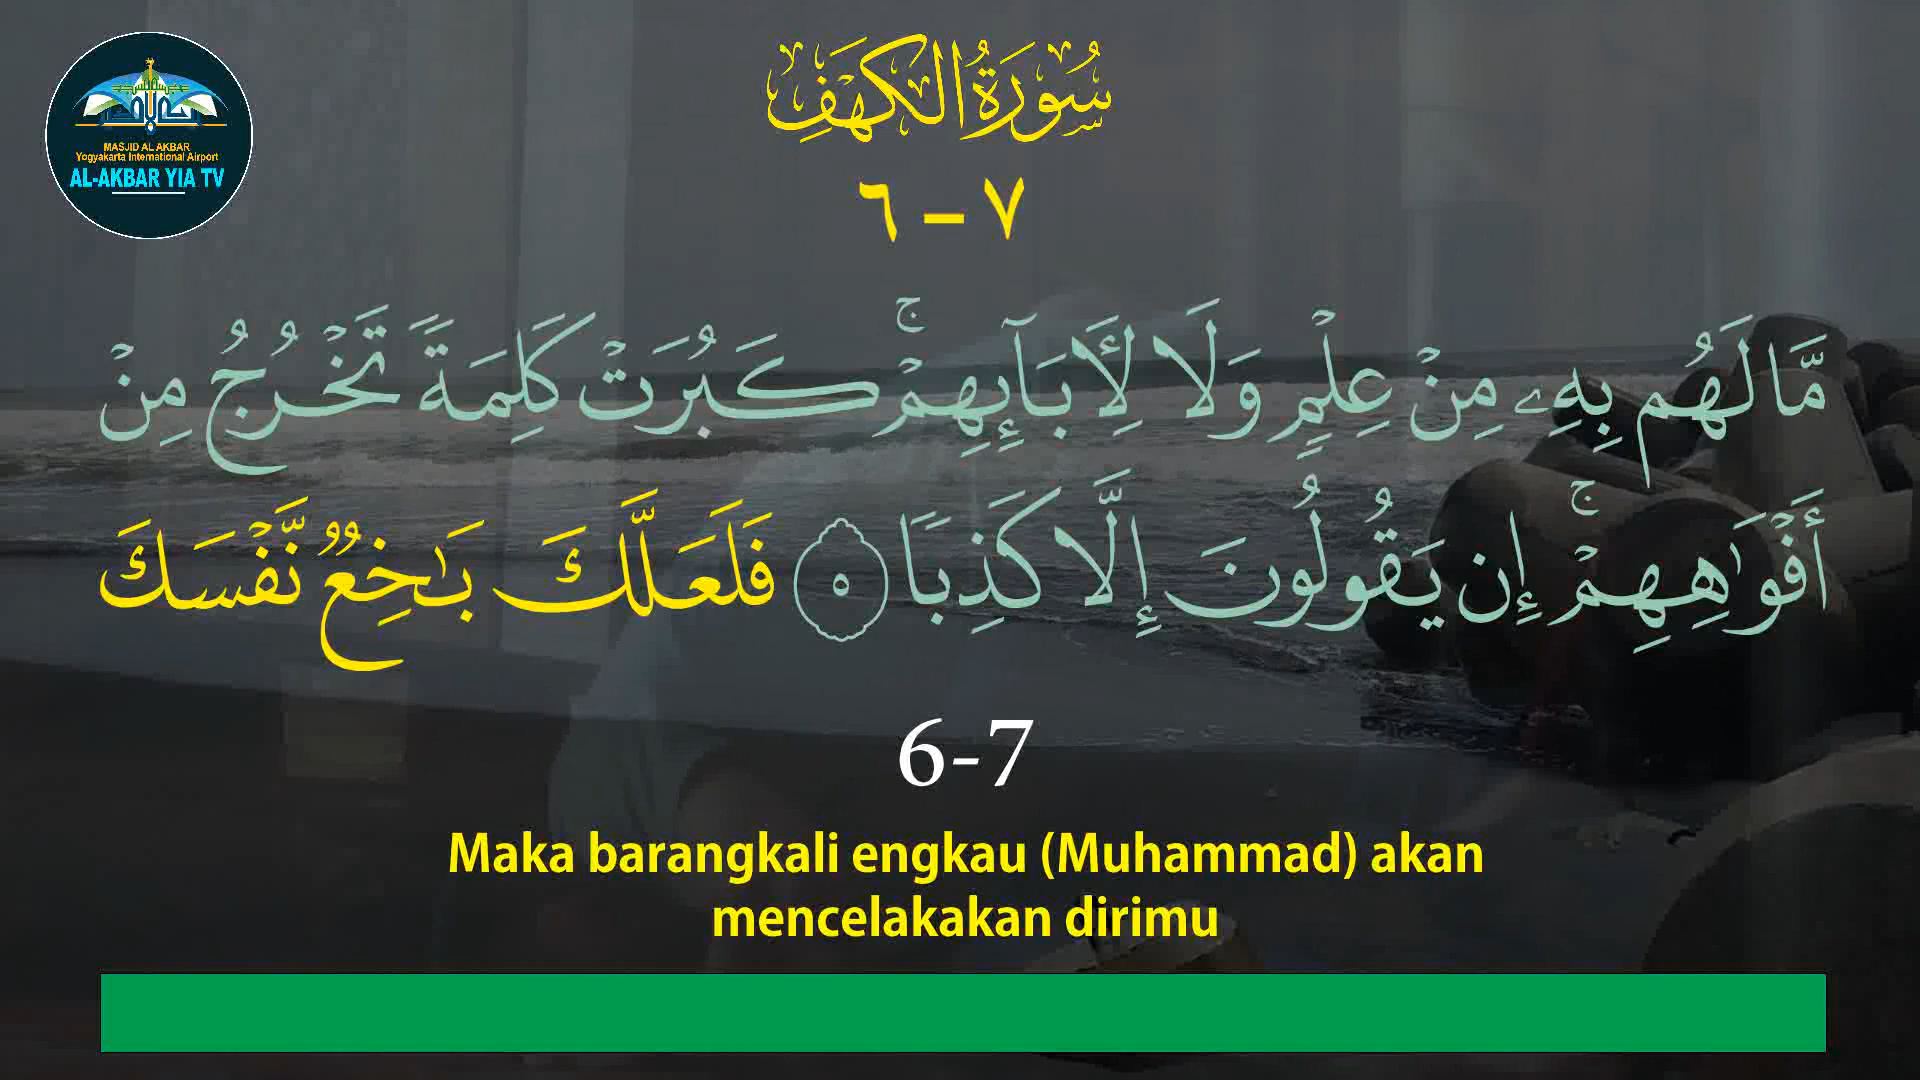 MASJID AL AKBAR
Yogyakarta International Airport
AL-AKBAR YIA TV
سُورَةُ الكَهْفِ
٦ – ٧
مَّا لَهُم بِهِۦ مِنْ عِلْمٍ وَلَا لِأَبَآئِهِمْ ۚ كَبُرَتْ كَلِمَةً تَخْرُجُ مِنْ
أَفْوَٰهِهِمْ ۚ إِن يَقُولُونَ إِلَّا كَذِبًا ٥ فَلَعَلَّكَ بَـٰخِعٌ نَّفْسَكَ
6-7
Maka barangkali engkau (Muhammad) akan
mencelakakan dirimu